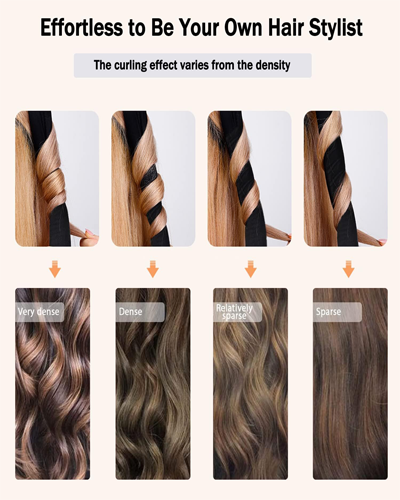 Effortless to Be Your Own Hair Stylist
The curling effect varies from the density
Very dense
Dense
Relatively
sparse
Sparse